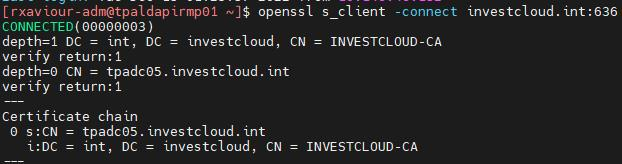 [rxaviour-adm@tpaldapirmp01 ~]$ openssl s_client -connect investcloud.int:636
CONNECTED(00000003)
depth=1 DC = int, DC = investcloud, CN = INVESTCLOUD-CA
verify return:1
depth=0 CN = tpadc05.investcloud.int
verify return:1
---
Certificate chain
 0 s:CN = tpadc05.investcloud.int
   i:DC = int, DC = investcloud, CN = INVESTCLOUD-CA
---